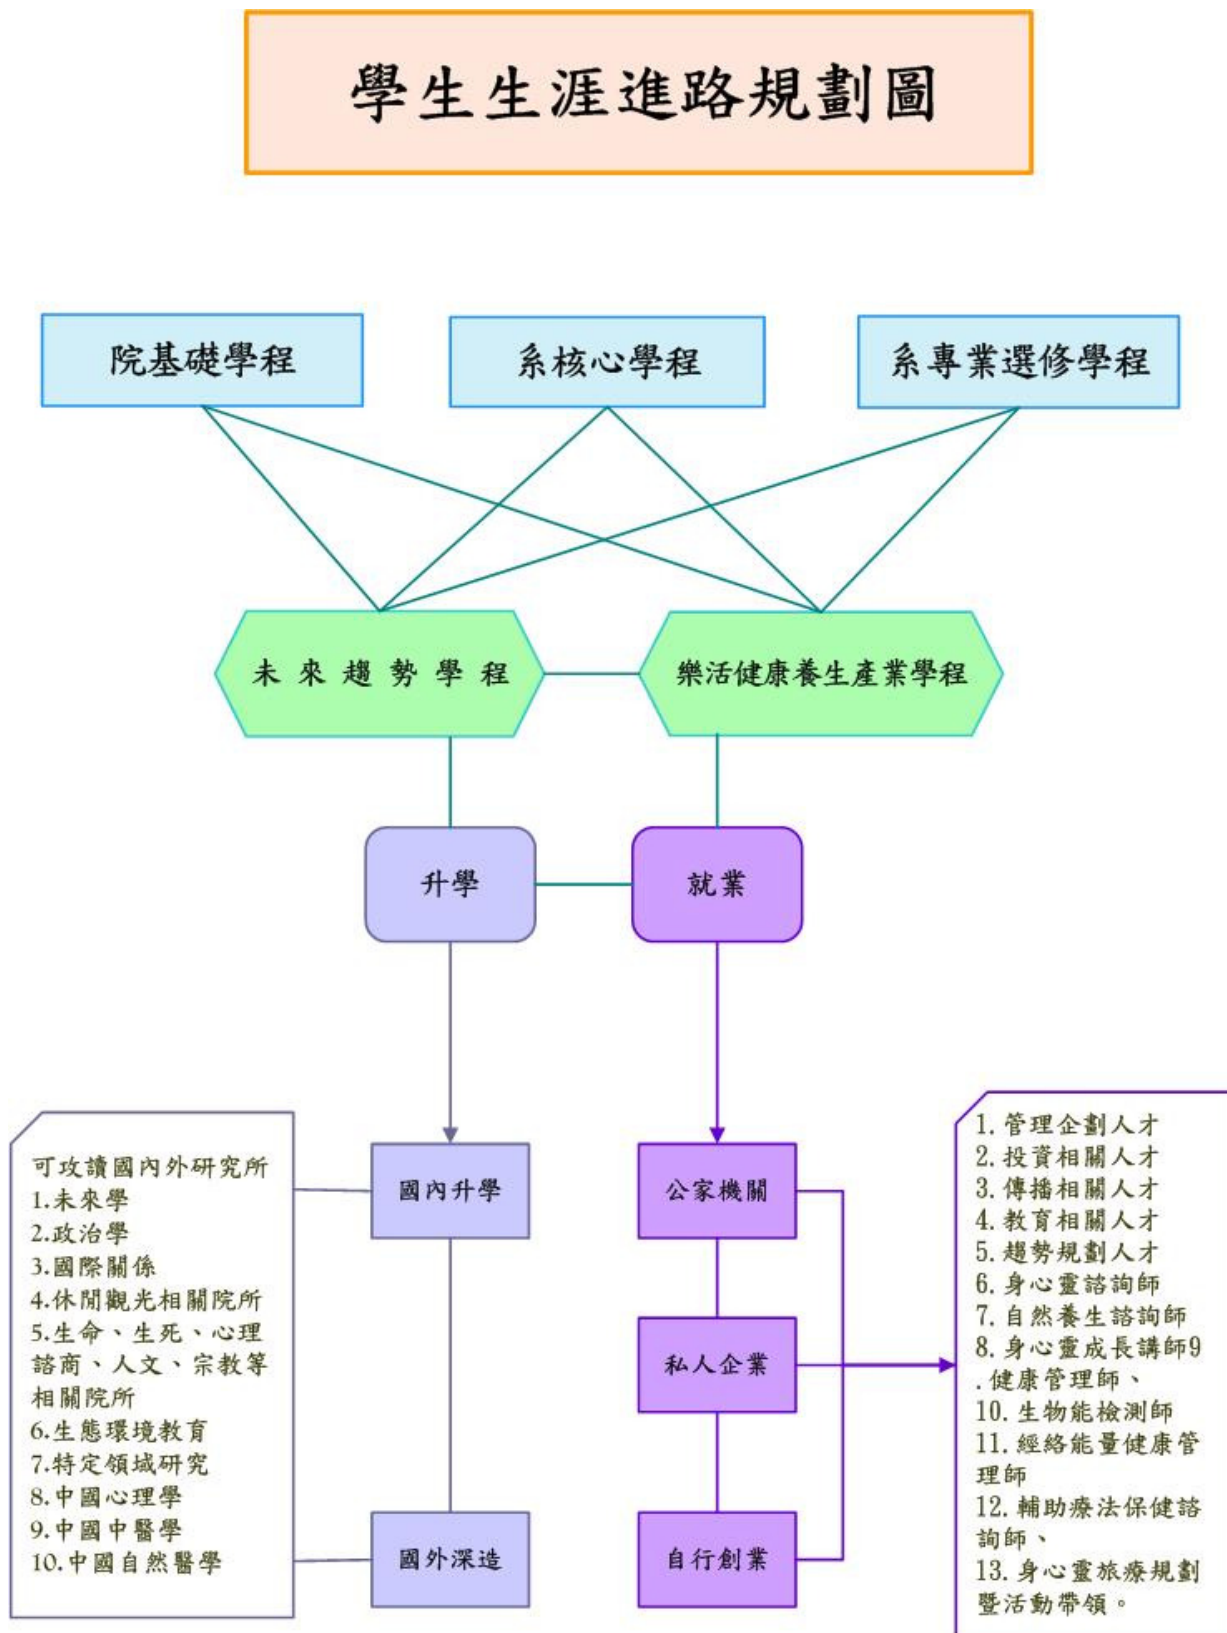 學生生涯進路規劃圖
院基礎學程
系核心學程
系專業選修學程
未來趨勢學程
樂活健康養生產業學程
升學
就業
可攻讀國內外研究所
1.未來學
2.政治學
3.國際關係
4.休閒觀光相關院所
5.生命、生死、心理
諮商、人文、宗教等
相關院所
6.生態環境教育
7.特定領域研究
8.中國心理學
9.中國中醫學
10.中國自然醫學
國內升學
國外深造
公家機關
私人企業
自行創業
1.管理企劃人才
2.投資相關人才
3.傳播相關人才
4.教育相關人才
5.趨勢規劃人才
6.身心靈諮詢師
7.自然養生諮詢師
8.身心靈成長講師9
.健康管理師、
10.生物能檢測師
11.經絡能量健康管
理師
12.輔助療法保健諮
詢師、
13.身心靈旅療規劃
暨活動帶領。